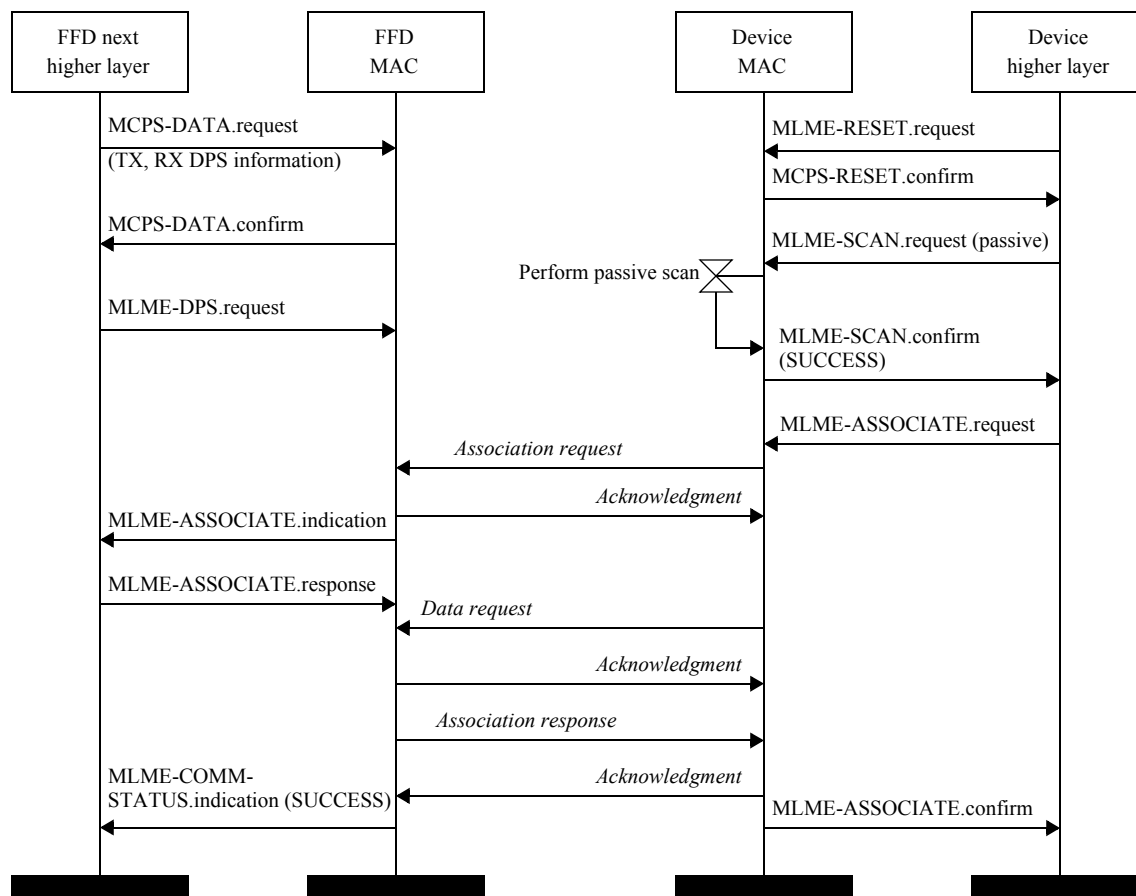 FFD next
higher layer
FFD
MAC
Device
MAC
Device
higher layer
MCPS-DATA.request
(TX, RX DPS information)
MLME-RESET.request
MCPS-RESET.confirm
MCPS-DATA.confirm
MLME-SCAN.request (passive)
Perform passive scan
MLME-DPS.request
MLME-SCAN.confirm
(SUCCESS)
MLME-ASSOCIATE.request
Association request
Acknowledgment
MLME-ASSOCIATE.indication
MLME-ASSOCIATE.response
Data request
Acknowledgment
Association response
Acknowledgment
MLME-COMM-
STATUS.indication (SUCCESS)
MLME-ASSOCIATE.confirm